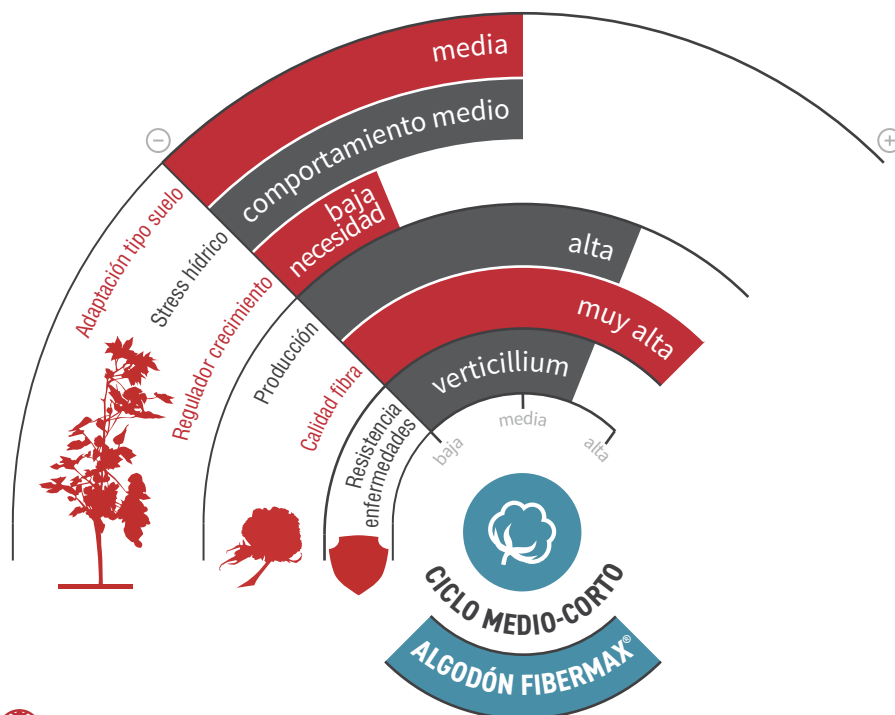 media
comportamiento medio
baja
necesidad
alta
muy alta
verticillium
−
+
Adaptación tipo suelo
Stress hídrico
Regulador crecimiento
Producción
Calidad fibra
Resistencia
enfermedades
baja
media
alta
CICLO MEDIO-CORTO
ALGODÓN FIBERMAX®